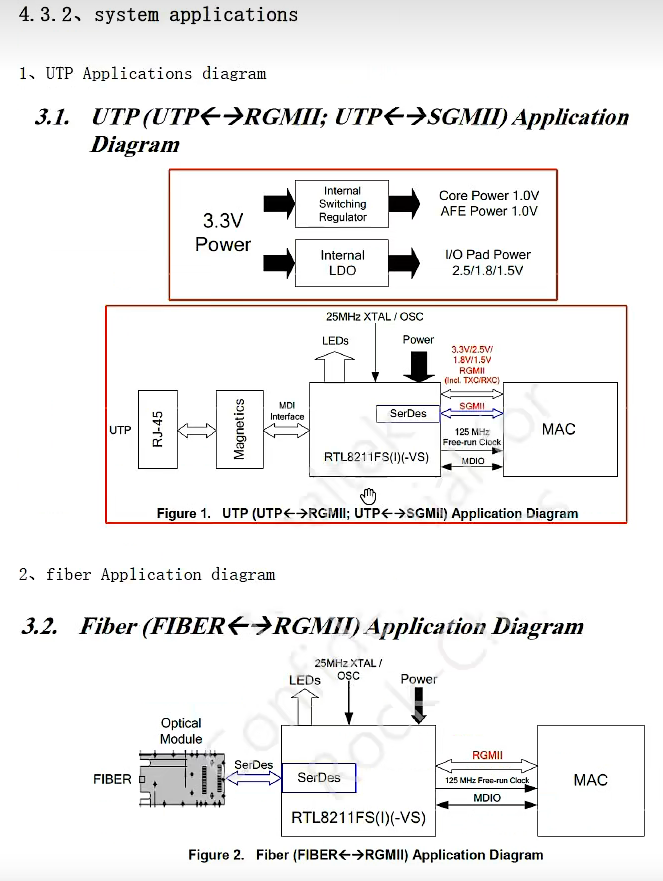 4.3.2、system applications
1、UTP Applications diagram
3.1. UTP (UTP←→RGMII; UTP←→SGMII) Application
Diagram
3.3V
Power
Internal
Switching
Regulator
Core Power 1.0V
AFE Power 1.0V
Internal
LDO
I/O Pad Power
2.5/1.8/1.5V
25MHz XTAL / OSC
LEDs
Power
3.3V/2.5V/
1.8V/1.5V
RGMII
(Incl. TXC/RXC)
UTP
RJ-45
Magnetics
MDI
Interface
SerDes
SGMII
125 MHz
Free-run Clock
MDIO
MAC
RTL8211FS(I)(-VS)
Figure 1. UTP (UTP←→RGMII; UTP←→SGMII) Application Diagram
2、fiber Application diagram
3.2. Fiber (FIBER←→RGMII) Application Diagram
25MHz XTAL /
OSC
LEDs
Power
Optical
Module
FIBER
SerDes
SerDes
RGMII
125 MHz Free-run Clock
MDIO
MAC
RTL8211FS(I)(-VS)
Figure 2. Fiber (FIBER←→RGMII) Application Diagram